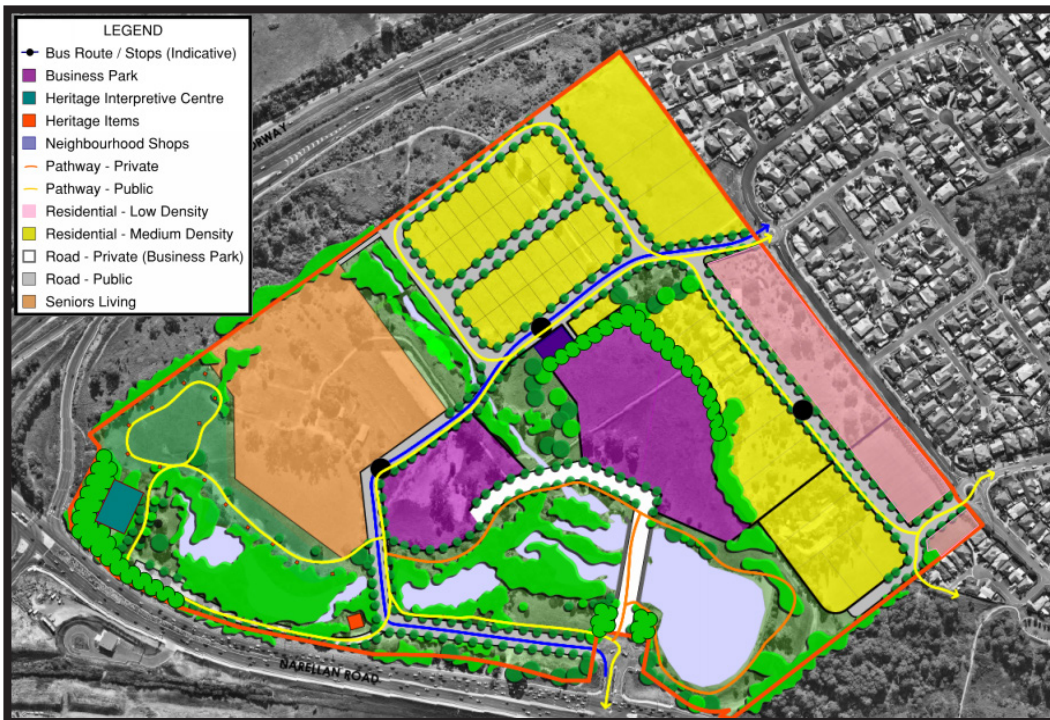 LEGEND
Bus Route / Stops (Indicative)
Business Park
Heritage Interpretive Centre
Heritage Items
Neighbourhood Shops
Pathway - Private
Pathway - Public
Residential - Low Density
Residential - Medium Density
Road - Private (Business Park)
Road - Public
Seniors Living
ORWAY
NARELLAN ROAD